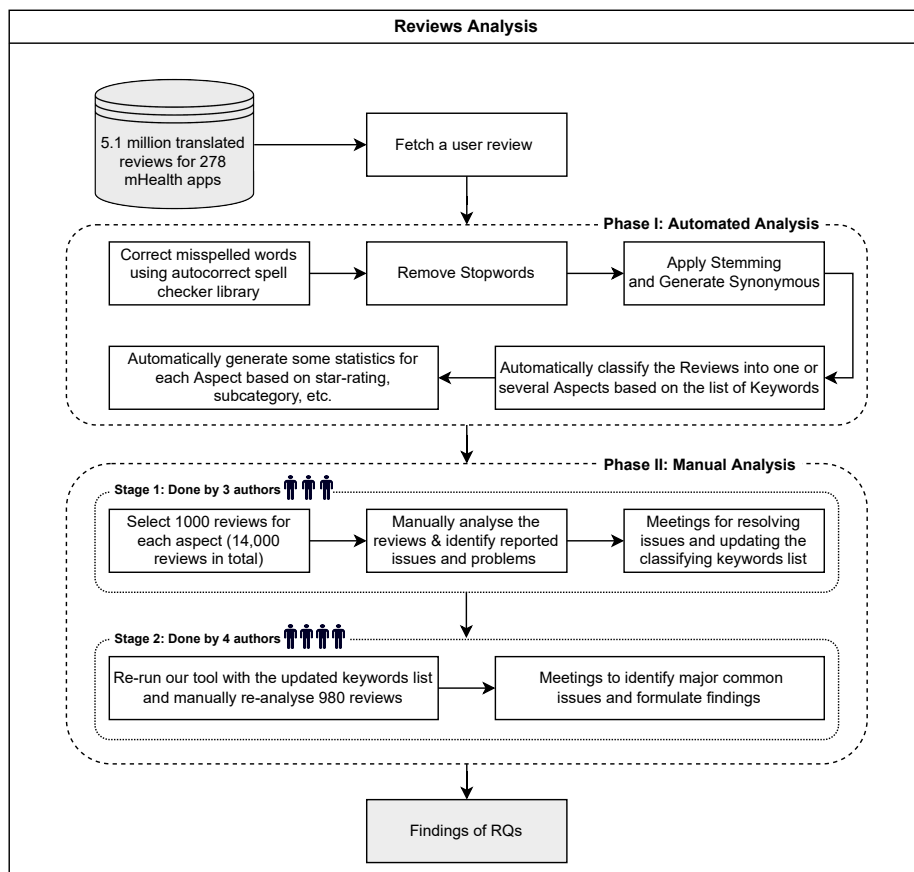 Reviews Analysis
5.1 million translated
reviews for 278
mHealth apps
Fetch a user review
Phase I: Automated Analysis
Correct misspelled words
using autocorrect spell
checker library
Remove Stopwords
Apply Stemming
and Generate Synonymous
Automatically generate some statistics for
each Aspect based on star-rating,
subcategory, etc.
Automatically classify the Reviews into one or
several Aspects based on the list of Keywords
Phase II: Manual Analysis
Stage 1: Done by 3 authors
Select 1000 reviews for
each aspect (14,000
reviews in total)
Manually analyse the
reviews & identify reported
issues and problems
Meetings for resolving
issues and updating the
classifying keywords list
Stage 2: Done by 4 authors
Re-run our tool with the updated keywords list
and manually re-analyse 980 reviews
Meetings to identify major common
issues and formulate findings
Findings of RQs